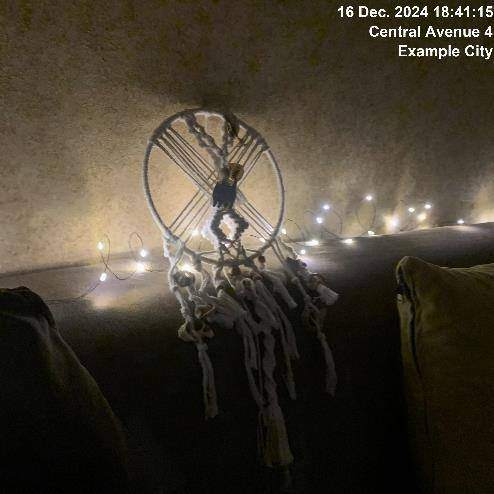 16 Dec. 2024 18:41:15
Central Avenue 4
Example City